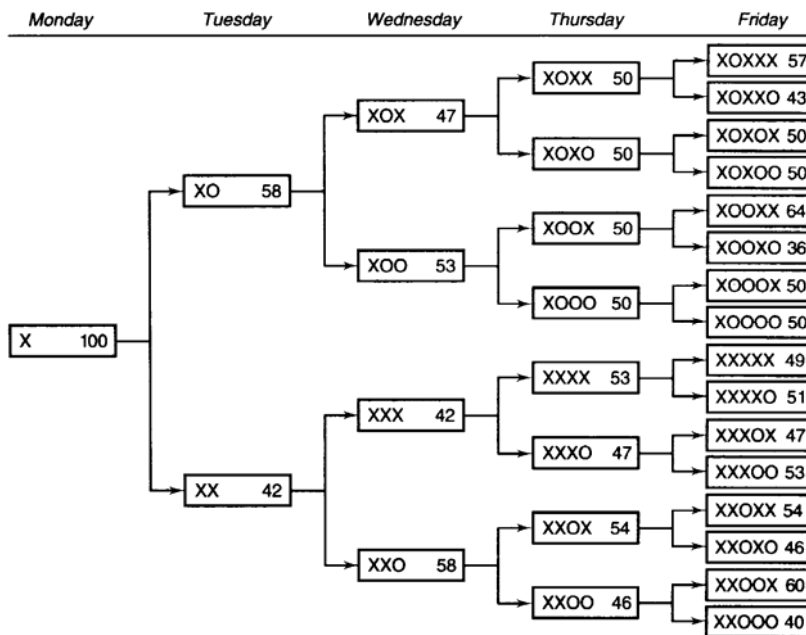 Monday Tuesday Wednesday Thursday Friday
XOXXX 57
XOXX 50
XOXXO 43
XOX 47
XOXOX 50
XOXO 50
XOXOO 50
XO 58
XOOXX 64
XOOX 50
XOOXO 36
XOO 53
XOOOX 50
XOOO 50
XOOOO 50
X 100
XXXXX 49
XXXX 53
XXXXO 51
XXX 42
XXXOX 47
XXXO 47
XXXOO 53
XX 42
XXOXX 54
XXOX 54
XXOXO 46
XXO 58
XXOOX 60
XXOO 46
XXOOO 40